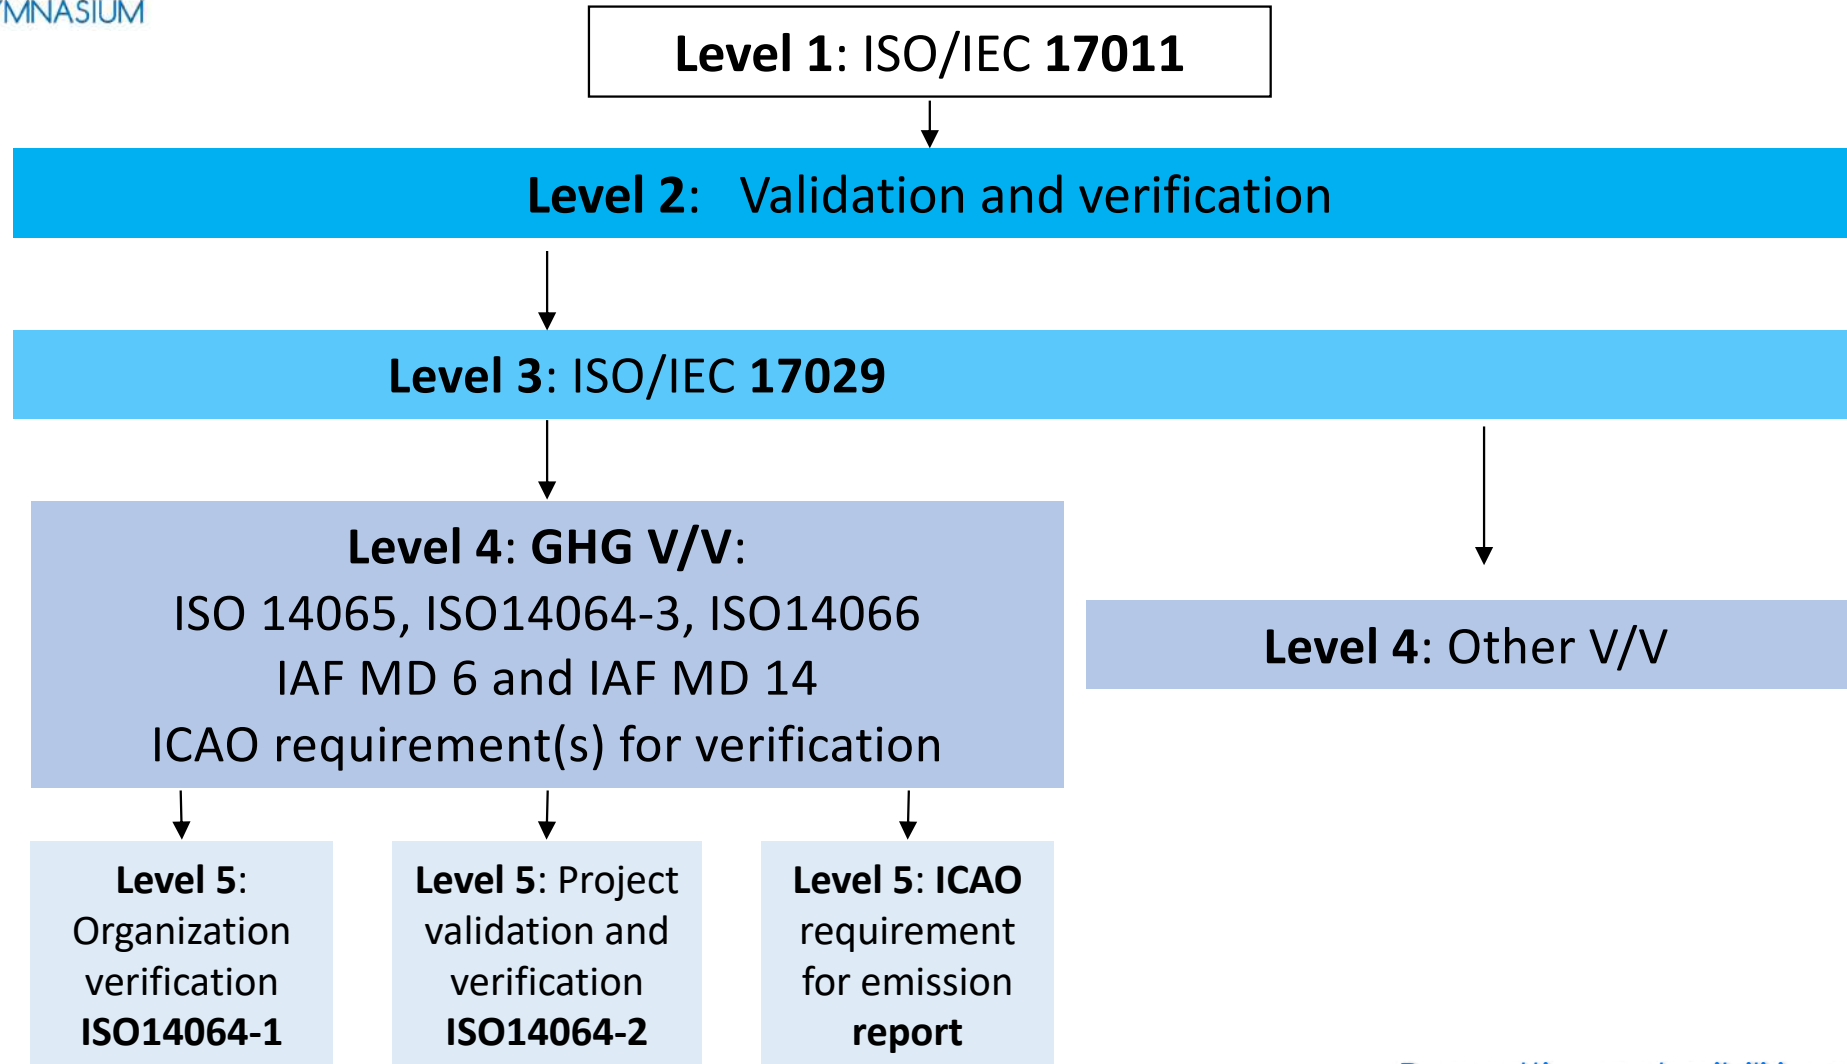 Level 1: ISO/IEC 17011
Level 2: Validation and verification
Level 3: ISO/IEC 17029
Level 4: GHG V/V:
ISO 14065, ISO14064-3, ISO14066
IAF MD 6 and IAF MD 14
ICAO requirement(s) for verification
Level 4: Other V/V
Level 5:
Organization
verification
ISO14064-1
Level 5: Project
validation and
verification
ISO14064-2
Level 5: ICAO
requirement
for emission
report